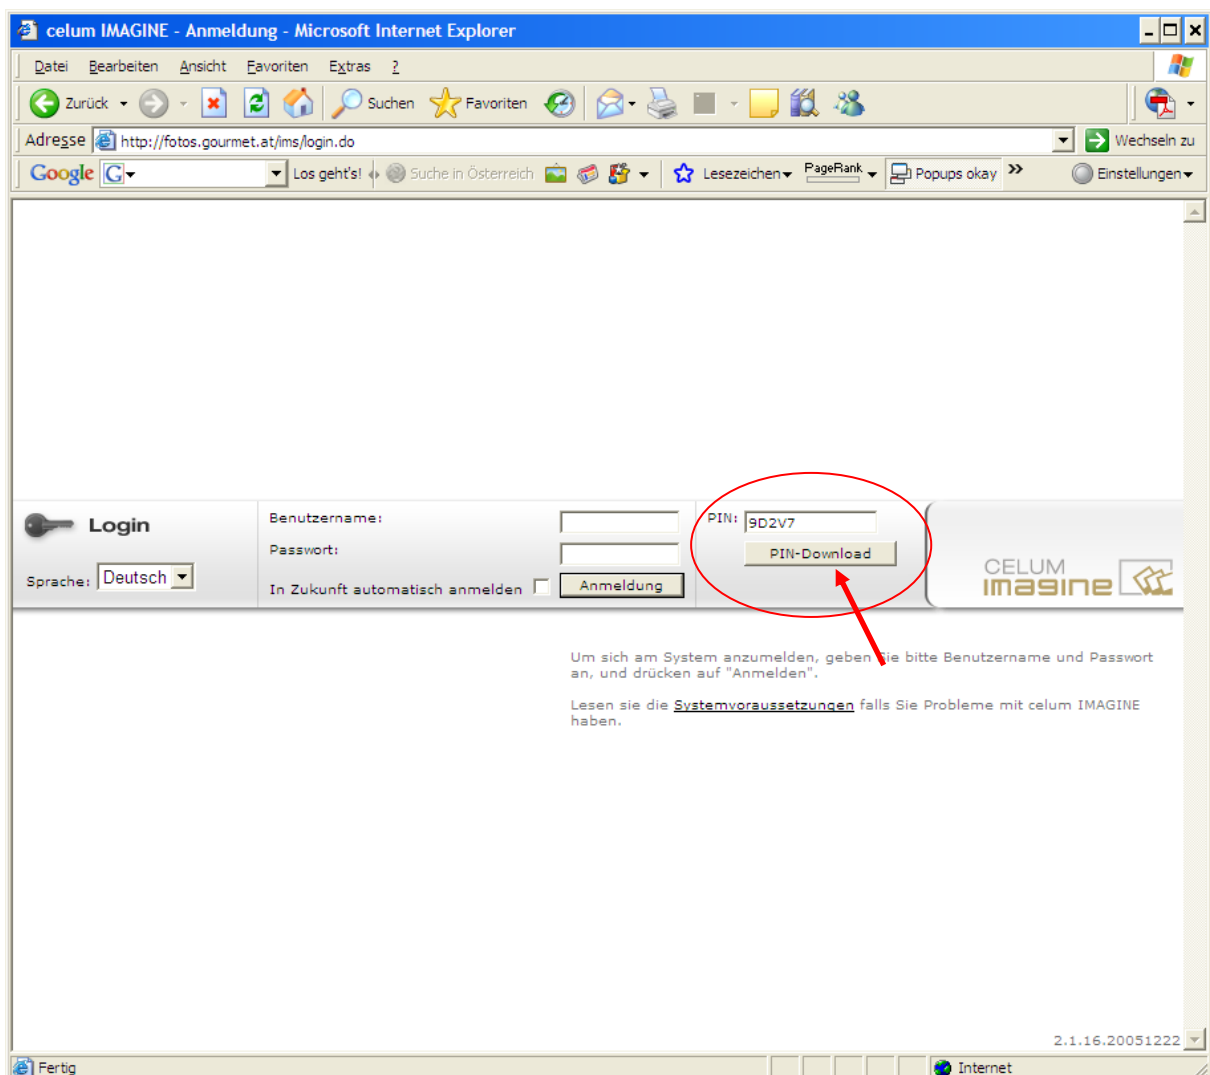 celum IMAGINE - Anmeldung - Microsoft Internet Explorer
Datei Bearbeiten Ansicht Favoriten Extras ?
Zurück Suchen Favoriten
Adresse http://fotos.gourmet.at/ims/login.do Wechseln zu
Google G Los geht's! Suche in Österreich Lesezeichen PageRank Popups okay » Einstellungen
Login
Sprache: Deutsch
Benutzername:
Passwort:
In Zukunft automatisch anmelden Anmeldung
PIN: 9D2V7
PIN-Download
CELUM
imagine
Um sich am System anzumelden, geben Sie bitte Benutzername und Passwort
an, und drücken auf "Anmelden".
Lesen sie die Systemvoraussetzungen falls Sie Probleme mit celum IMAGINE
haben.
2.1.16.20051222
Fertig Internet